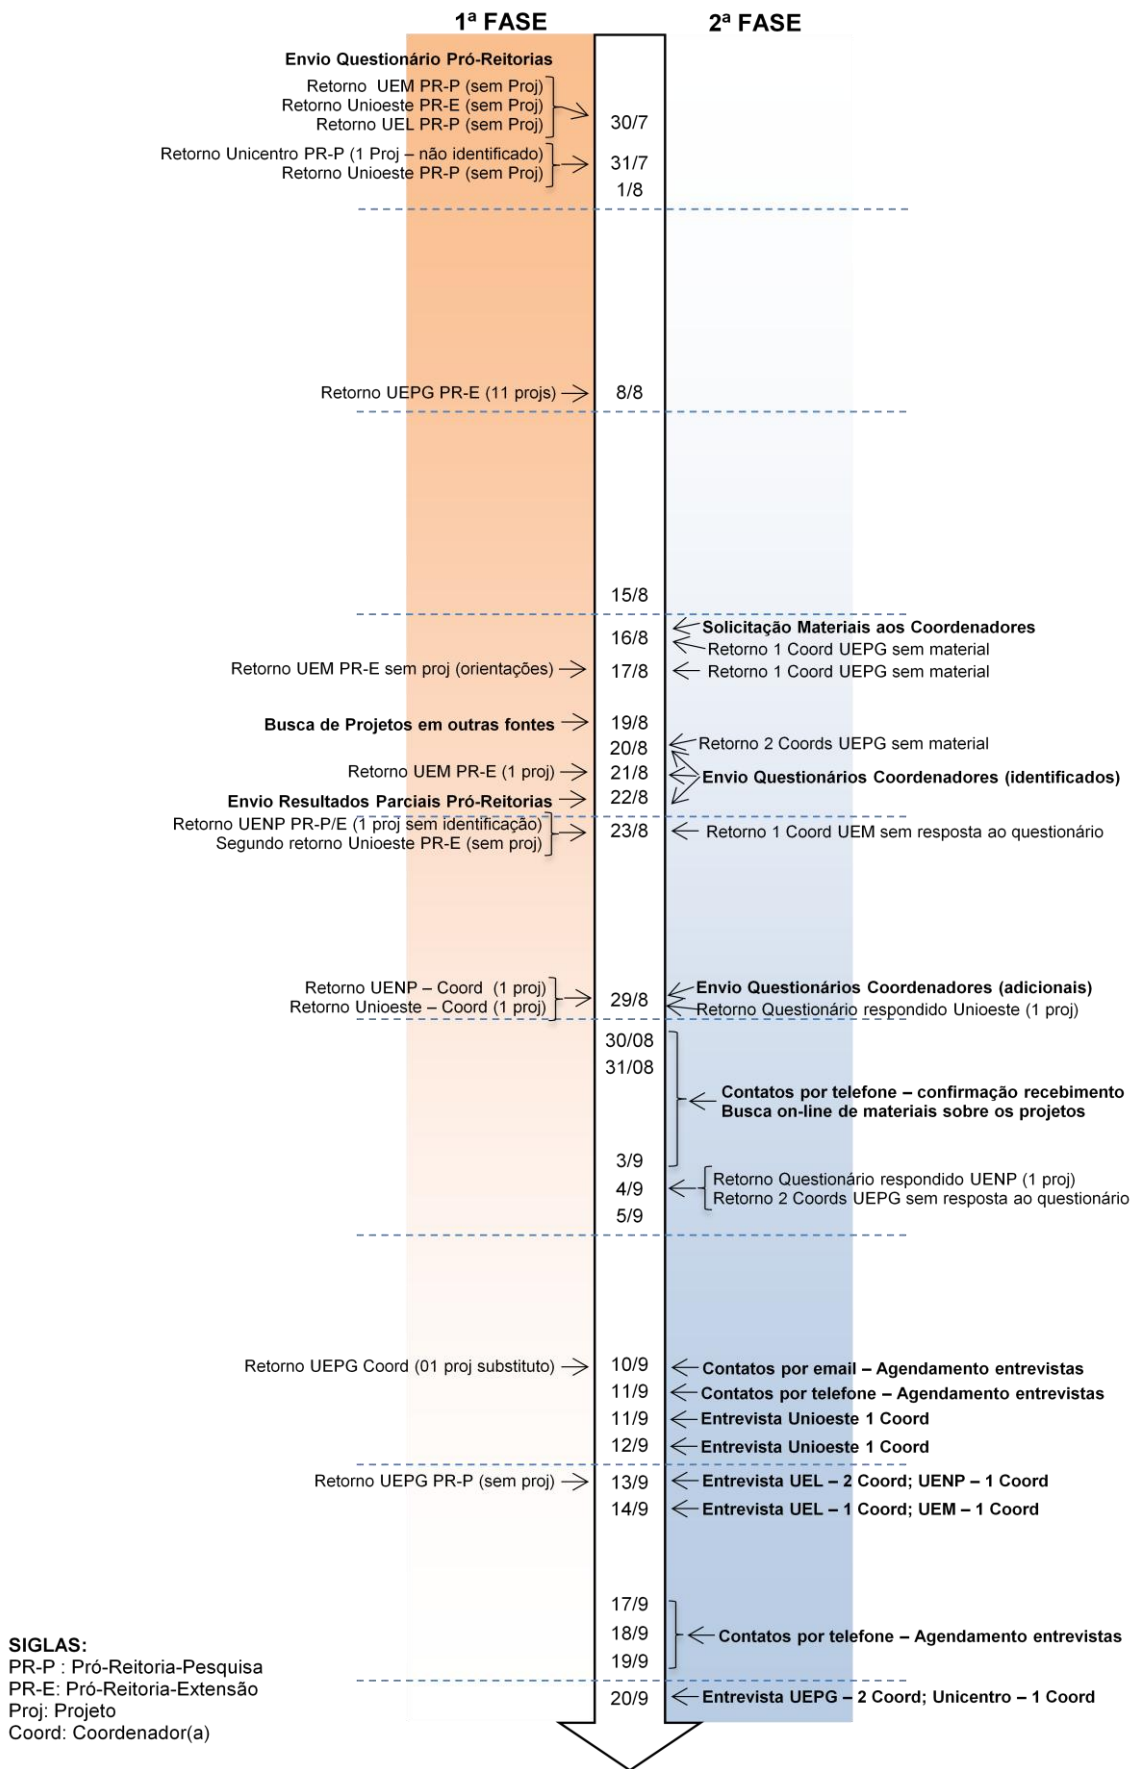 1ª FASE
2ª FASE
Envio Questionário Pró-Reitorias
Retorno UEM PR-P (sem Proj)
Retorno Unioeste PR-E (sem Proj)
Retorno UEL PR-P (sem Proj)
30/7
Retorno Unicentro PR-P (1 Proj – não identificado)
Retorno Unioeste PR-P (sem Proj)
31/7
1/8
Retorno UEPG PR-E (11 projs)
8/8
15/8
16/8
Solicitação Materiais aos Coordenadores
Retorno 1 Coord UEPG sem material
Retorno UEM PR-E sem proj (orientações)
17/8
Retorno 1 Coord UEPG sem material
Busca de Projetos em outras fontes
19/8
20/8
Retorno 2 Coords UEPG sem material
Retorno UEM PR-E (1 proj)
21/8
Envio Questionários Coordenadores (identificados)
Envio Resultados Parciais Pró-Reitorias
22/8
Retorno UENP PR-P/E (1 proj sem identificação)
Segundo retorno Unioeste PR-E (sem proj)
23/8
Retorno 1 Coord UEM sem resposta ao questionário
Retorno UENP – Coord (1 proj)
Retorno Unioeste – Coord (1 proj)
29/8
Envio Questionários Coordenadores (adicionais)
Retorno Questionário respondido Unioeste (1 proj)
30/08
31/08
Contatos por telefone – confirmação recebimento
Busca on-line de materiais sobre os projetos
3/9
4/9
Retorno Questionário respondido UENP (1 proj)
Retorno 2 Coords UEPG sem resposta ao questionário
5/9
Retorno UEPG Coord (01 proj substituto)
10/9
Contatos por email – Agendamento entrevistas
11/9
Contatos por telefone – Agendamento entrevistas
11/9
Entrevista Unioeste 1 Coord
12/9
Entrevista Unioeste 1 Coord
Retorno UEPG PR-P (sem proj)
13/9
Entrevista UEL – 2 Coord; UENP – 1 Coord
14/9
Entrevista UEL – 1 Coord; UEM – 1 Coord
17/9
18/9
19/9
Contatos por telefone – Agendamento entrevistas
20/9
Entrevista UEPG – 2 Coord; Unicentro – 1 Coord
SIGLAS:
PR-P : Pró-Reitoria-Pesquisa
PR-E: Pró-Reitoria-Extensão
Proj: Projeto
Coord: Coordenador(a)